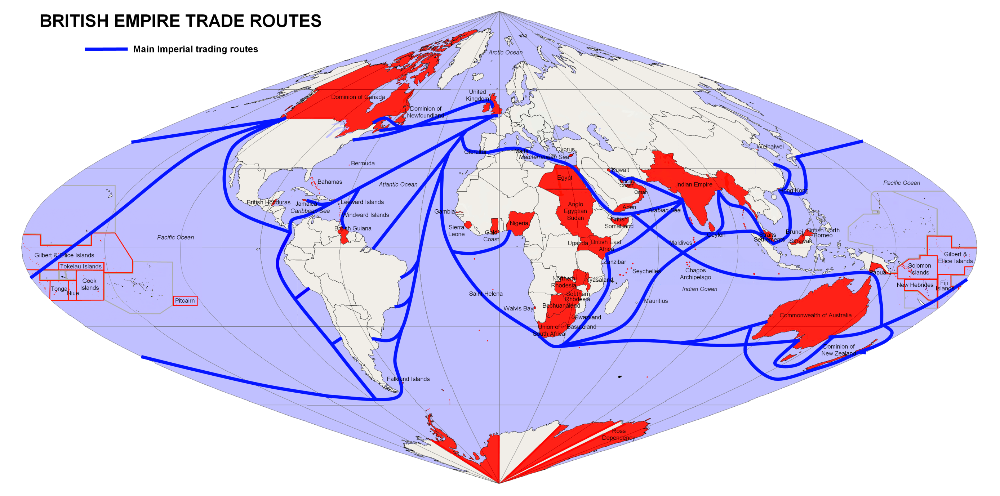 BRITISH EMPIRE TRADE ROUTES
Main Imperial trading routes
Arctic Ocean
Dominion of Canada
United
Kingdom
Dominion of
Newfoundland
Gibraltar
Malta
Cyprus
Mediterranean Sea
Weihaiwei
Bermuda
Kuwait
Egypt
Bahamas
Atlantic Ocean
Trucial
Coast
Indian Empire
Pacific Ocean
Oman
Hong Kong
British Honduras
Jamaica
Leeward Islands
Caribbean Sea
Windward Islands
Gambia
Anglo
Egyptian
Sudan
Aden
Arabian Sea
British
Somaliland
Nigeria
Sierra
Leone
Gold
Coast
British Guiana
Pacific Ocean
Ceylon
Straits
Settlements
Brunei
British North
Borneo
Sarawak
Uganda
British East
Africa
Maldives
Gilbert & Ellice Islands
Tokelau Islands
Cook
Islands
Tonga
Niue
Pitcairn
Zanzibar
Seychelles
Chagos
Archipelago
Gilbert &
Ellice Islands
Solomon
Islands
Papua
New Hebrides
Fiji
Islands
Northern
Rhodesia
Nyasaland
Southern
Rhodesia
Indian Ocean
Saint Helena
Mauritius
Walvis Bay
Bechuanaland
Swaziland
Basutoland
Union of
South Africa
Commonwealth of Australia
Dominion of
New Zealand
Falkland Islands
Ross
Dependency